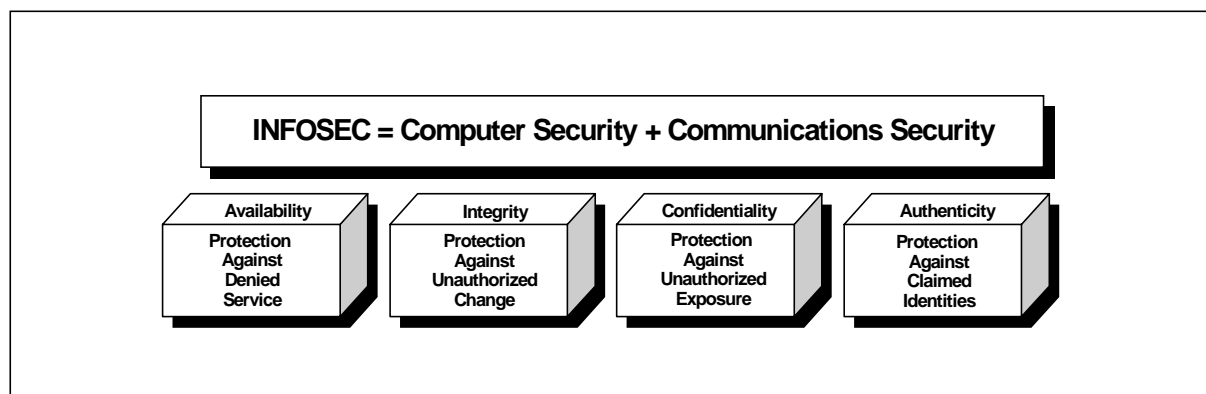 INFOSEC = Computer Security + Communications Security
Availability
Protection
Against
Denied
Service
Integrity
Protection
Against
Unauthorized
Change
Confidentiality
Protection
Against
Unauthorized
Exposure
Authenticity
Protection
Against
Claimed
Identities